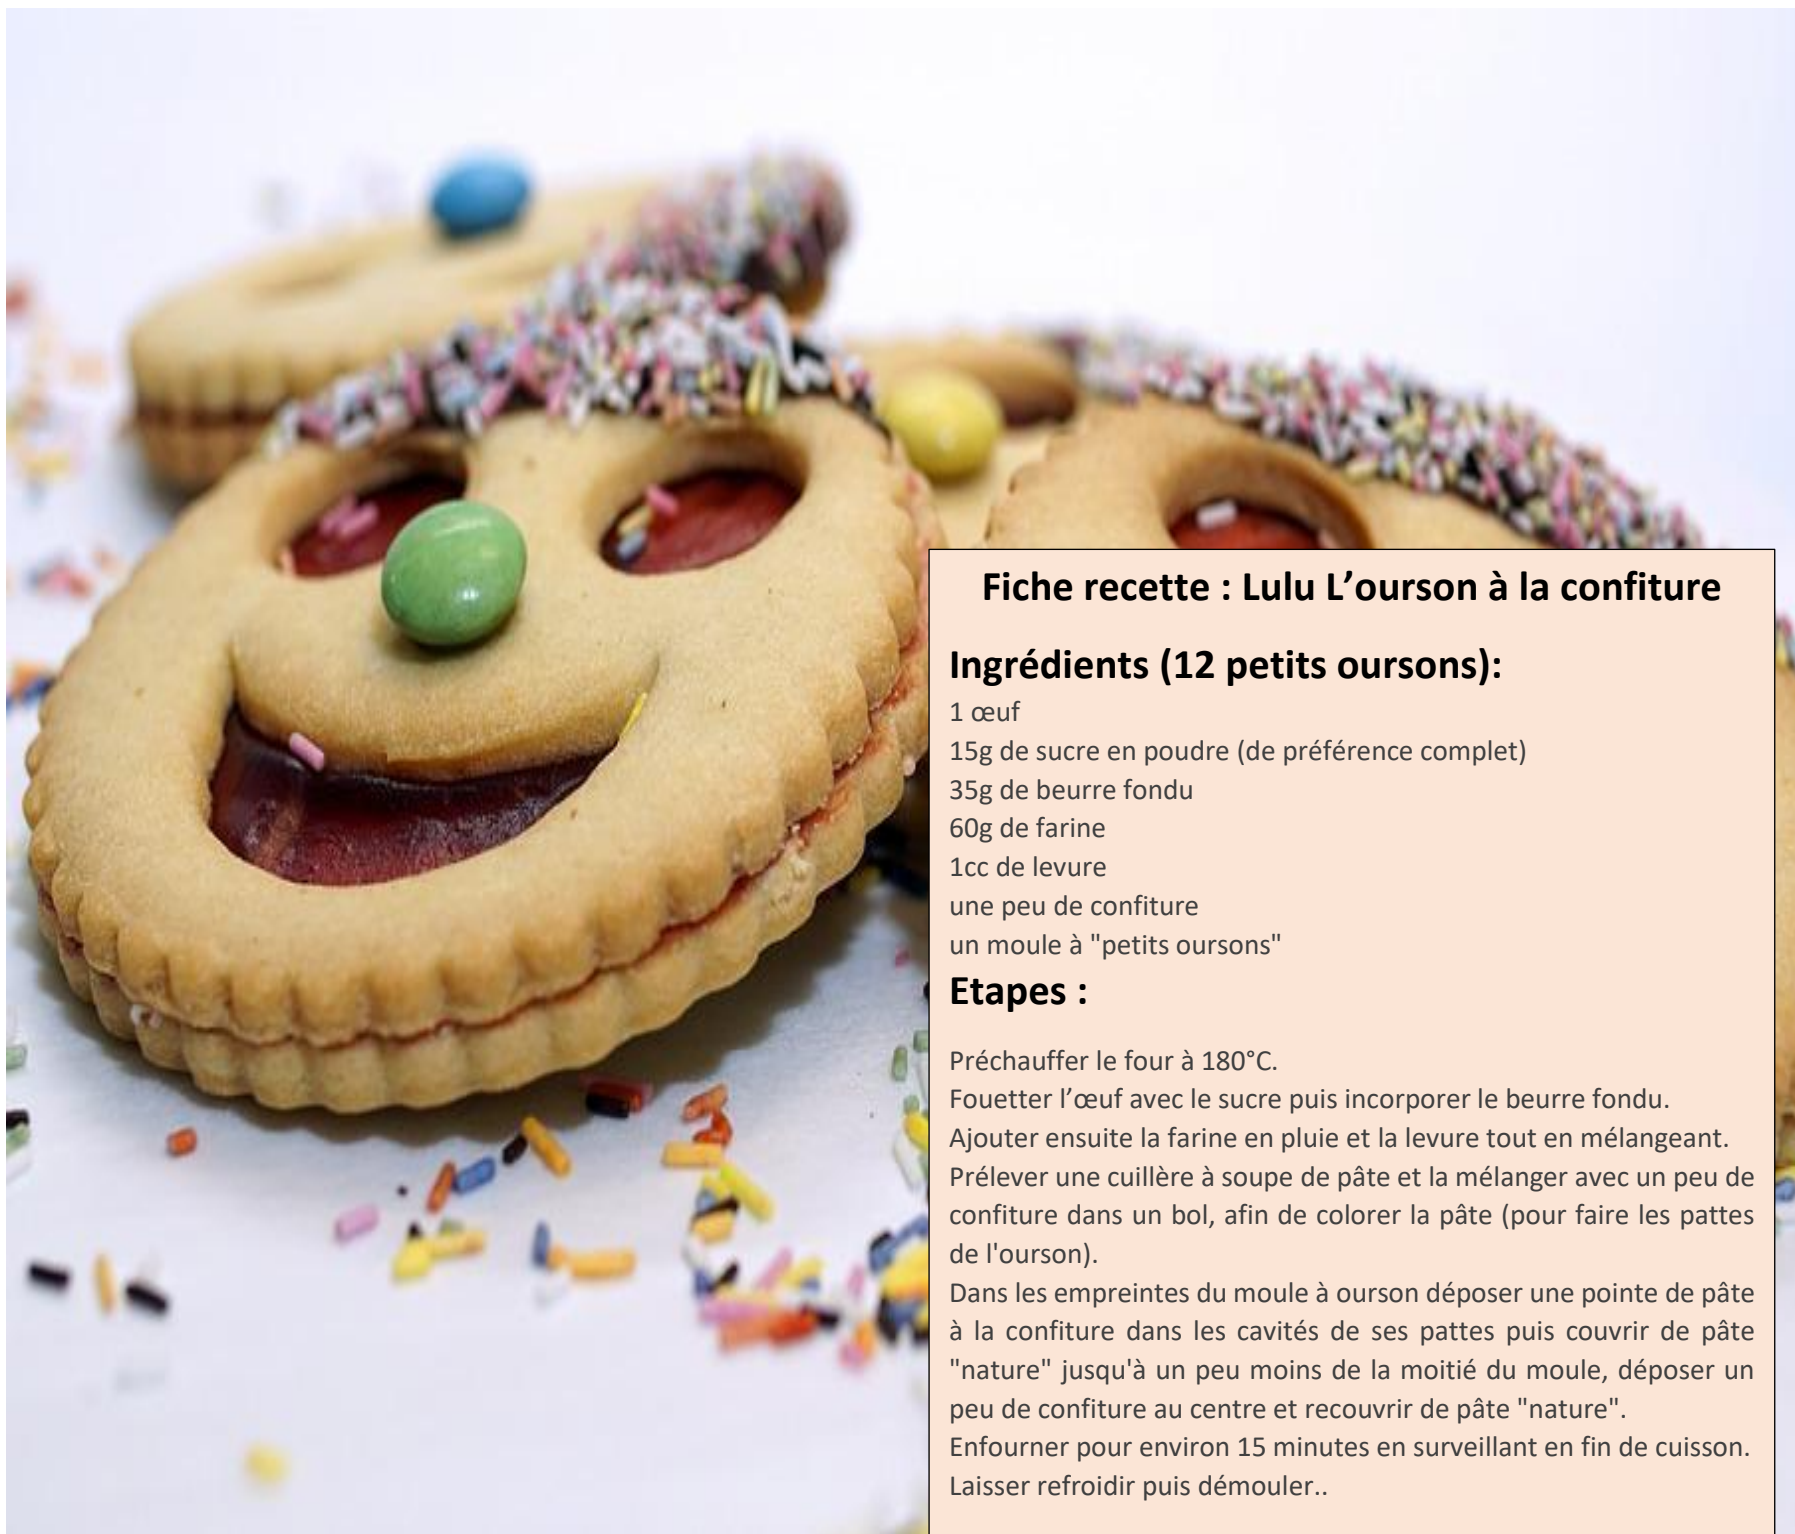 Fiche recette : Lulu L’ourson à la confiture
Ingrédients (12 petits oursons):
1 œuf
15g de sucre en poudre (de préférence complet)
35g de beurre fondu
60g de farine
1cc de levure
une peu de confiture
un moule à "petits oursons"
Etapes :
Préchauffer le four à 180°C.
Fouetter l’œuf avec le sucre puis incorporer le beurre fondu.
Ajouter ensuite la farine en pluie et la levure tout en mélangeant.
Prélever une cuillère à soupe de pâte et la mélanger avec un peu de
confiture dans un bol, afin de colorer la pâte (pour faire les pattes
de l'ourson).
Dans les empreintes du moule à ourson déposer une pointe de pâte
à la confiture dans les cavités de ses pattes puis couvrir de pâte
"nature" jusqu'à un peu moins de la moitié du moule, déposer un
peu de confiture au centre et recouvrir de pâte "nature".
Enfourner pour environ 15 minutes en surveillant en fin de cuisson.
Laisser refroidir puis démouler..